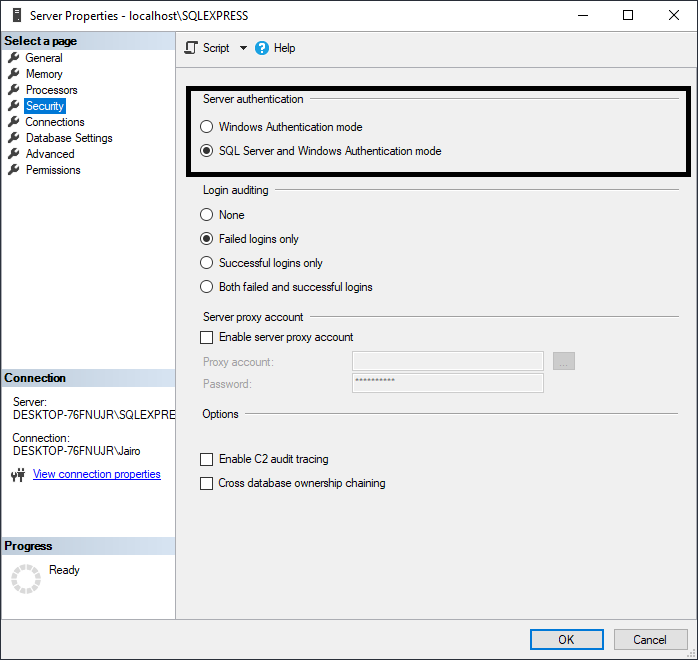 Server Properties - localhost\SQLEXPRESS
Select a page
General
Memory
Processors
Security
Connections
Database Settings
Advanced
Permissions
Connection
Server:
DESKTOP-76FNUJR\SQLEXPRE
Connection:
DESKTOP-76FNUJR\Jairo
View connection properties
Progress
Ready
Script
Help
Server authentication
Windows Authentication mode
SQL Server and Windows Authentication mode
Login auditing
None
Failed logins only
Successful logins only
Both failed and successful logins
Server proxy account
Enable server proxy account
Proxy account:
...
Password:
**********
Options
Enable C2 audit tracing
Cross database ownership chaining
OK
Cancel